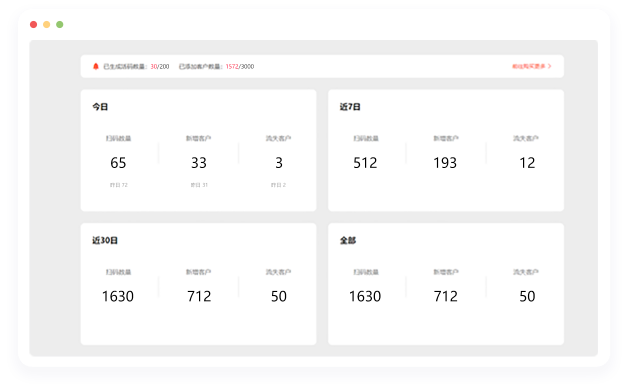 已生成活码数量：30/200 已添加客户数量：1572/3000 前往购买更多 >
今日
扫码数量 新增客户 流失客户
65 33 3
昨日 72 昨日 31 昨日 2
近7日
扫码数量 新增客户 流失客户
512 193 12
近30日
扫码数量 新增客户 流失客户
1630 712 50
全部
扫码数量 新增客户 流失客户
1630 712 50